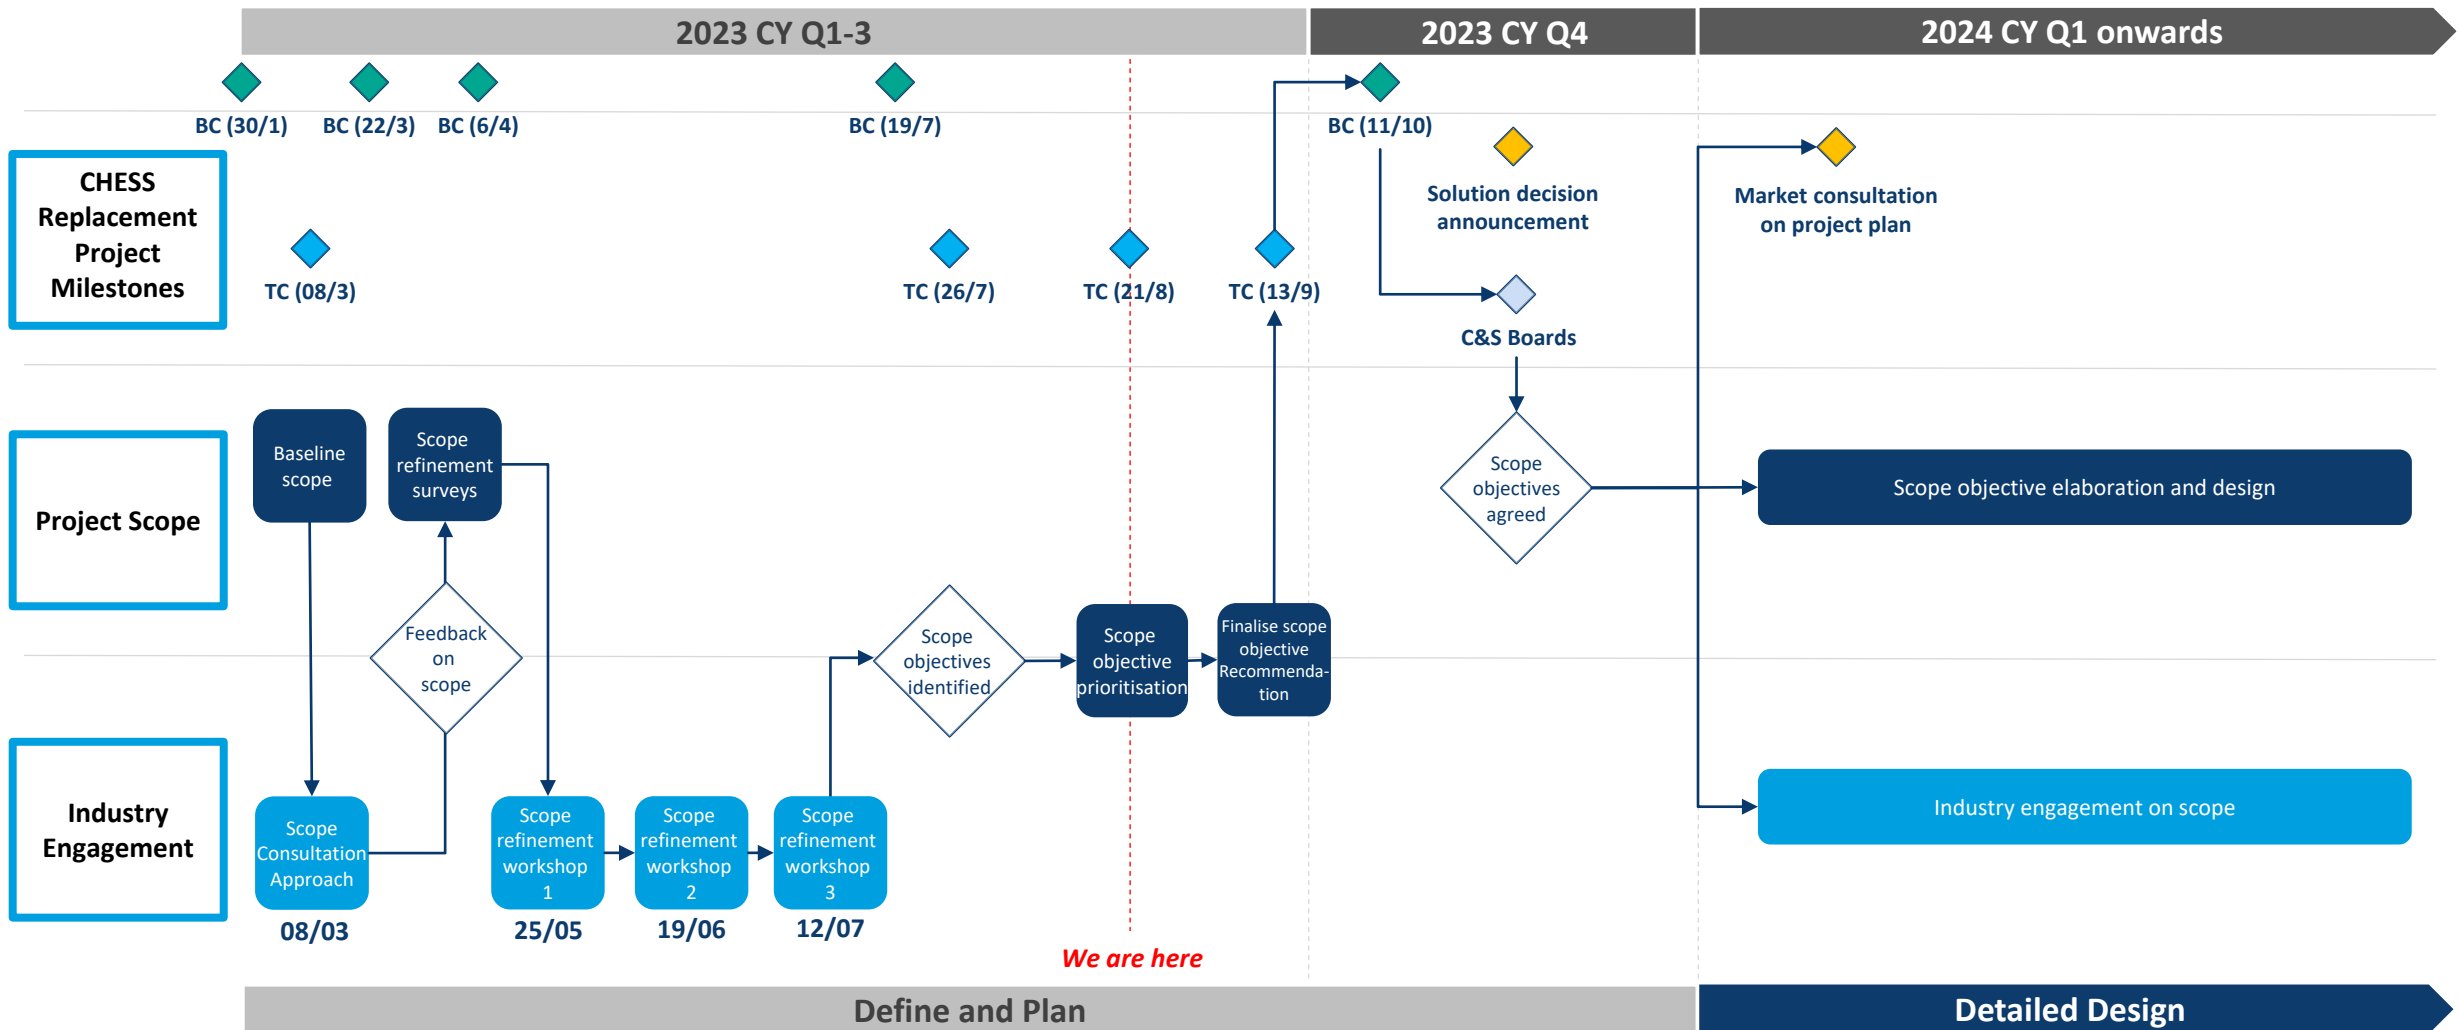 2023 CY Q1-3
2023 CY Q4
2024 CY Q1 onwards
BC (30/1)
BC (22/3)
BC (6/4)
BC (19/7)
BC (11/10)
CHESS
Replacement
Project
Milestones
Solution decision
announcement
Market consultation
on project plan
TC (08/3)
TC (26/7)
TC (21/8)
TC (13/9)
C&S Boards
Project Scope
Baseline
scope
Scope
refinement
surveys
Scope
objectives
agreed
Scope objective elaboration and design
Feedback
on
scope
Scope
objectives
identified
Scope
objective
prioritisation
Finalise scope
objective
Recommenda-
tion
Industry
Engagement
Scope
Consultation
Approach
08/03
Scope
refinement
workshop
1
25/05
Scope
refinement
workshop
2
19/06
Scope
refinement
workshop
3
12/07
Industry engagement on scope
We are here
Define and Plan
Detailed Design